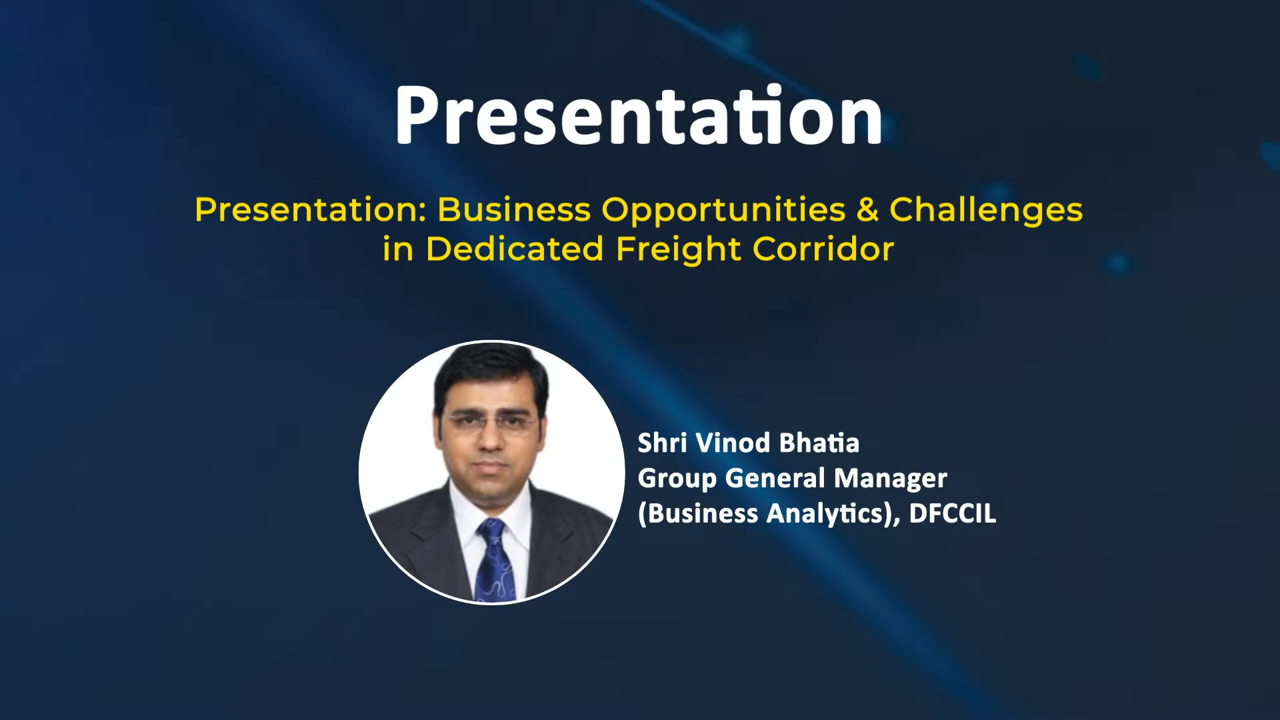 Presentation
Presentation: Business Opportunities & Challenges
in Dedicated Freight Corridor
Shri Vinod Bhatia
Group General Manager
(Business Analytics), DFCCIL